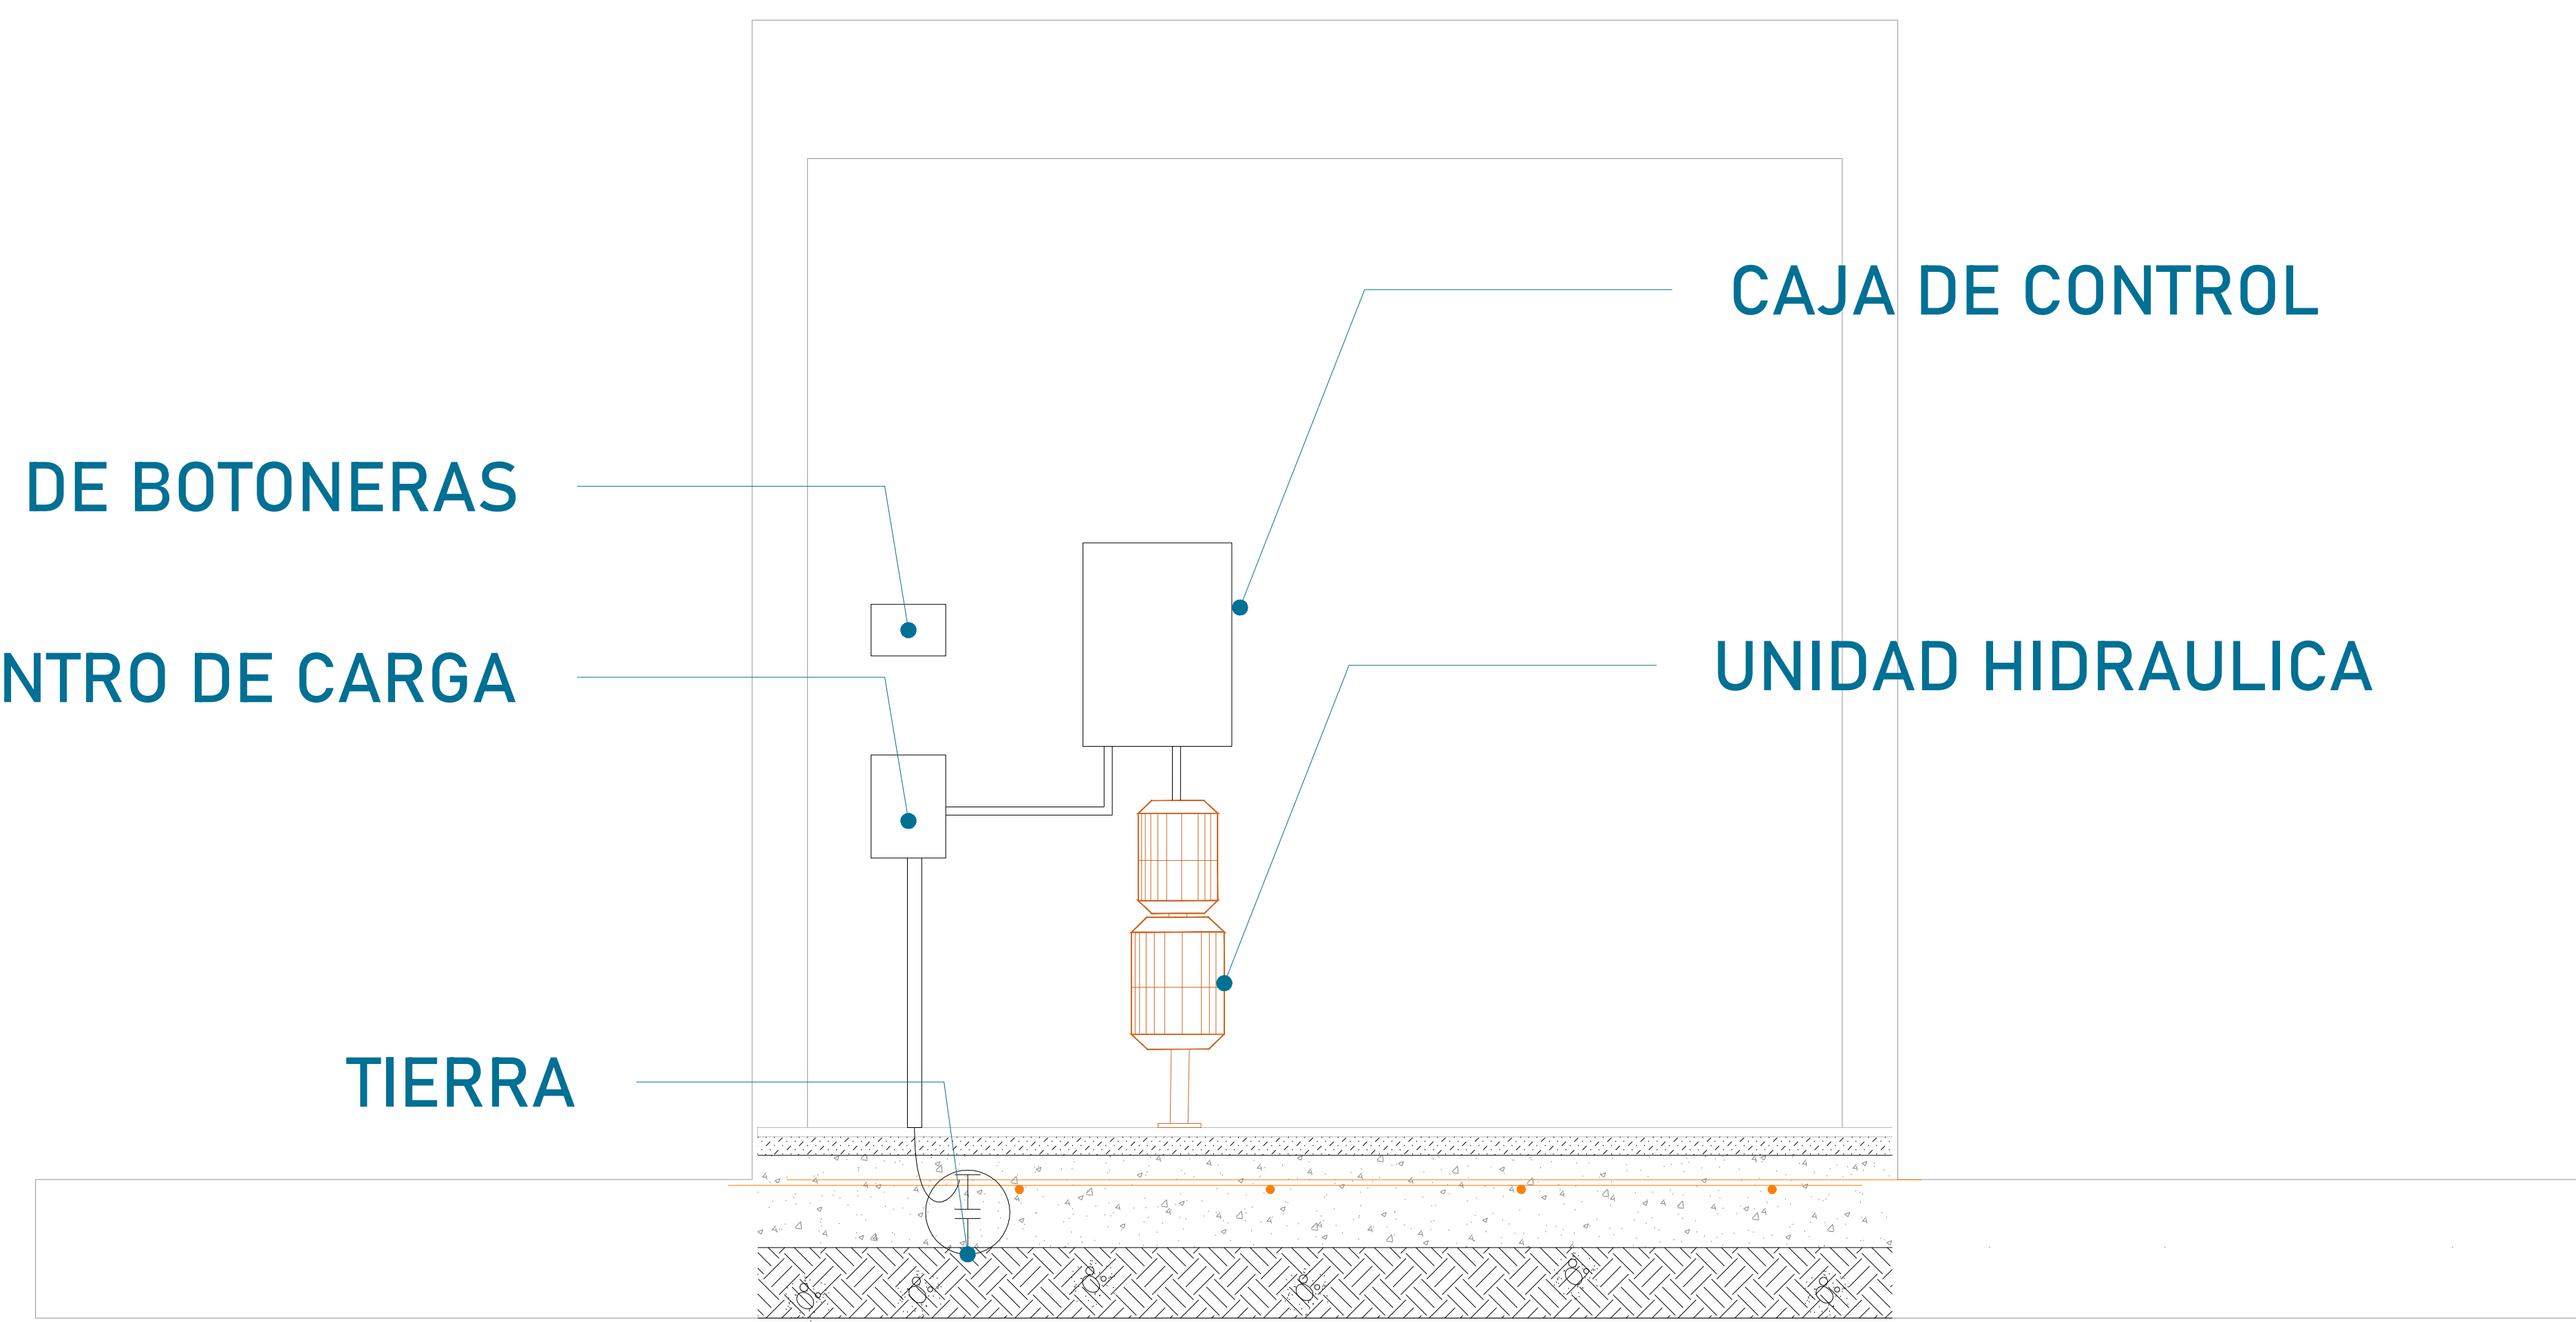 CAJA DE CONTROL
DE BOTONERAS
UNIDAD HIDRAULICA
NTRO DE CARGA
TIERRA